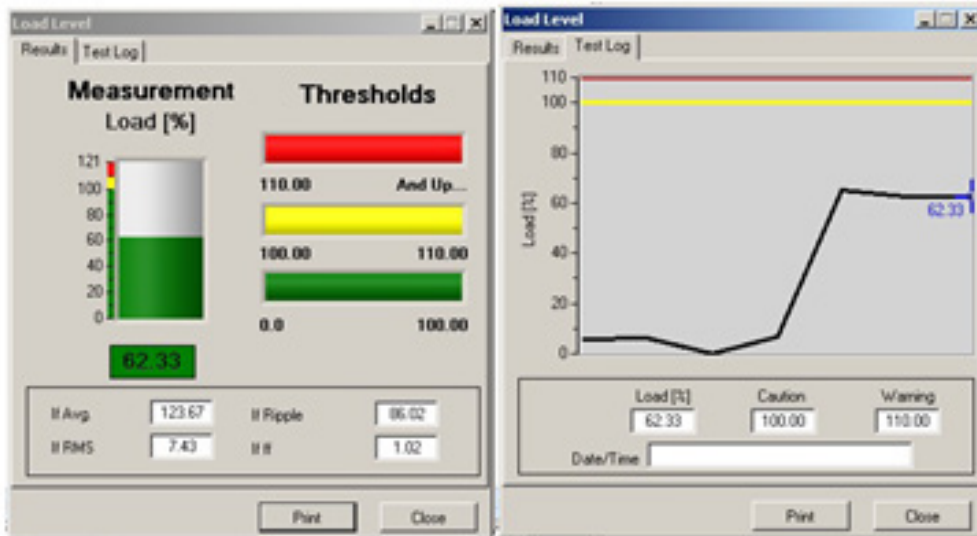 Load Level
Results Test Log
Measurement
Load [%]
121
100
80
60
40
20
0
62.33
Thresholds
110.00 And Up...
100.00 110.00
0.0 100.00
If Avg. 123.67 If Ripple 86.02
If RMS 7.43 If ff 1.02
Print Close
Load Level
Results Test Log
110
100
80
60
40
20
0
Load [%]
62.33
Load [%] Caution Warning
62.33 100.00 110.00
Date/Time
Print Close